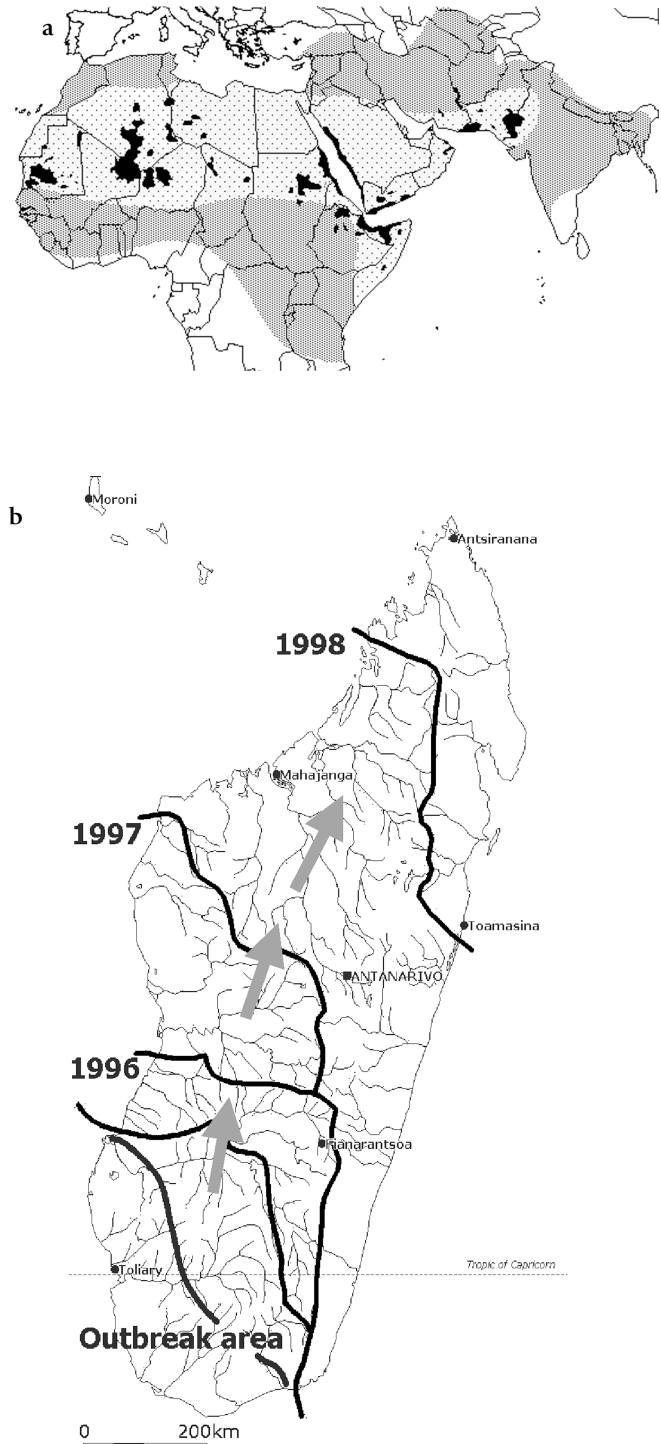 a
b
Moroni
Antsiranana
1998
Mahajanga
1997
Toamasina
ANTANARIVO
1996
Fianarantsoa
Tropic of Capricorn
Toliary
Outbreak area
0 200km